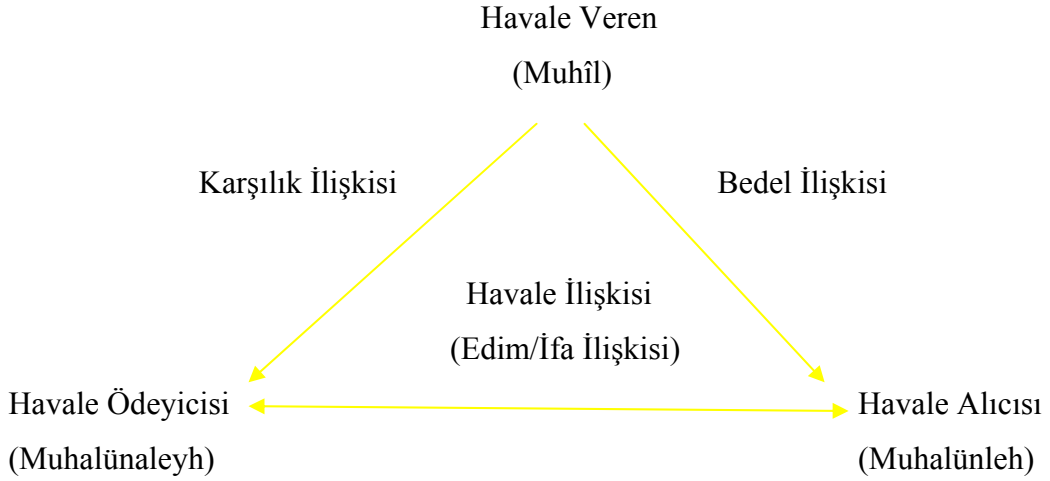 Havale Veren
(Muhîl)
Karşılık İlişkisi
Bedel İlişkisi
Havale İlişkisi
(Edim/İfa İlişkisi)
Havale Ödeyicisi
(Muhalünaleyh)
Havale Alıcısı
(Muhalünleh)